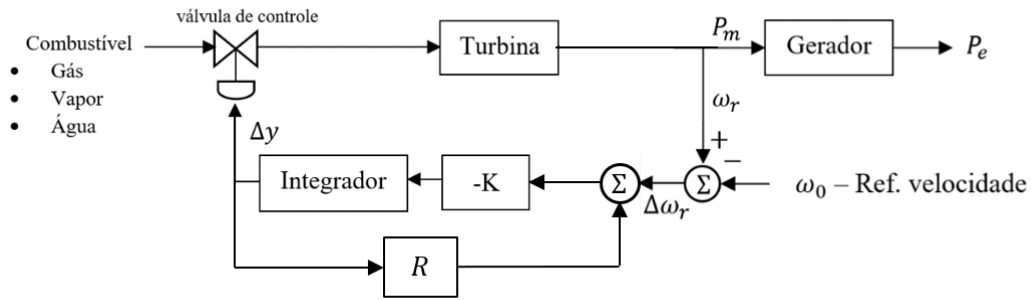 válvula de controle
Combustível
• Gás
• Vapor
• Água
Turbina
P_m
Gerador
P_e
ω_r
Δy
+
−
Integrador
-K
Σ
Σ
Δω_r
ω_0 – Ref. velocidade
R